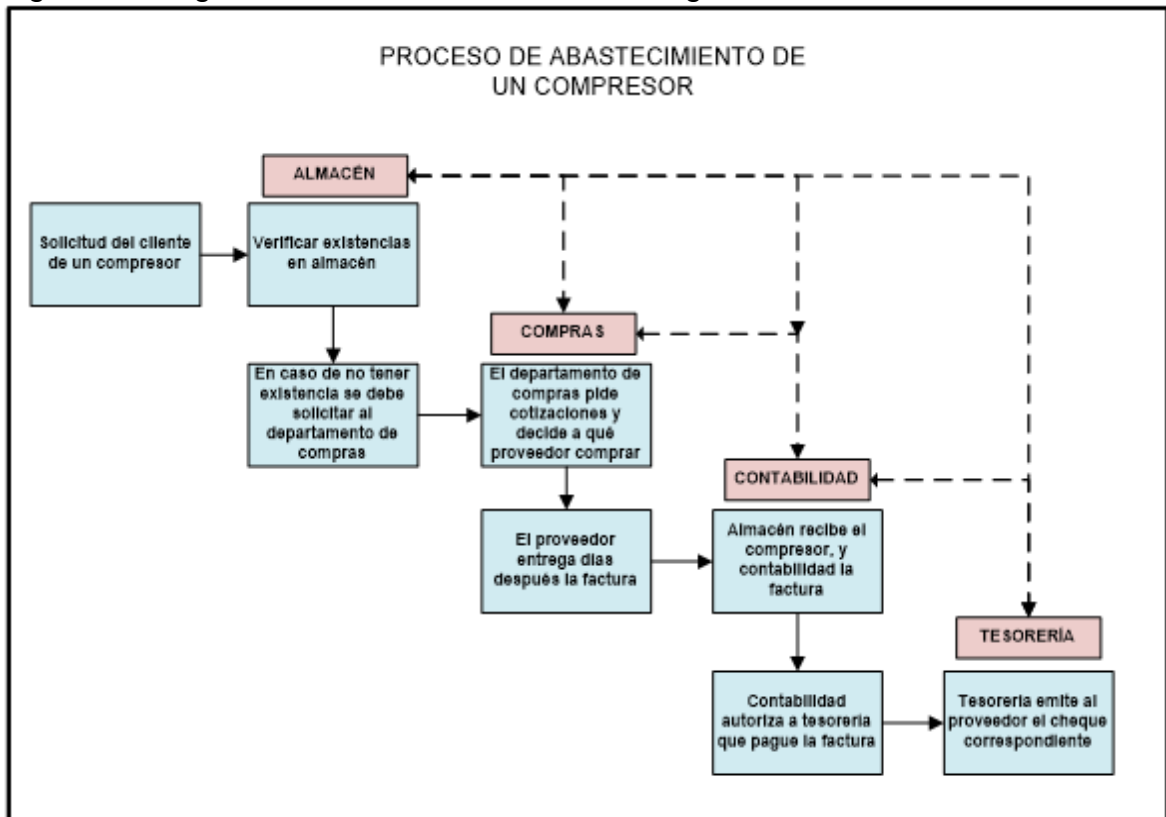 PROCESO DE ABASTECIMIENTO DE
UN COMPRESOR
ALMACÉN
Solicitud del cliente
de un compresor
Verificar existencias
en almacén
En caso de no tener
existencia se debe
solicitar al
departamento de
compras
COMPRAS
El departamento de
compras pide
cotizaciones y
decide a qué
proveedor comprar
El proveedor
entrega días
después la factura
CONTABILIDAD
Almacén recibe el
compresor, y
contabilidad la
factura
Contabilidad
autoriza a tesorería
que pague la factura
TESORERÍA
Tesorería emite al
proveedor el cheque
correspondiente